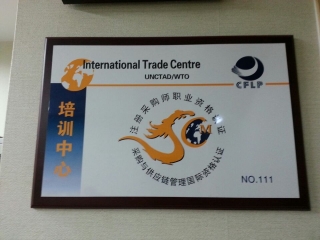 International Trade Centre
UNCTAD/WTO
CFLP
培训中心
注册采购师职业资格认证
采购与供应链管理国际资格认证
NO.111